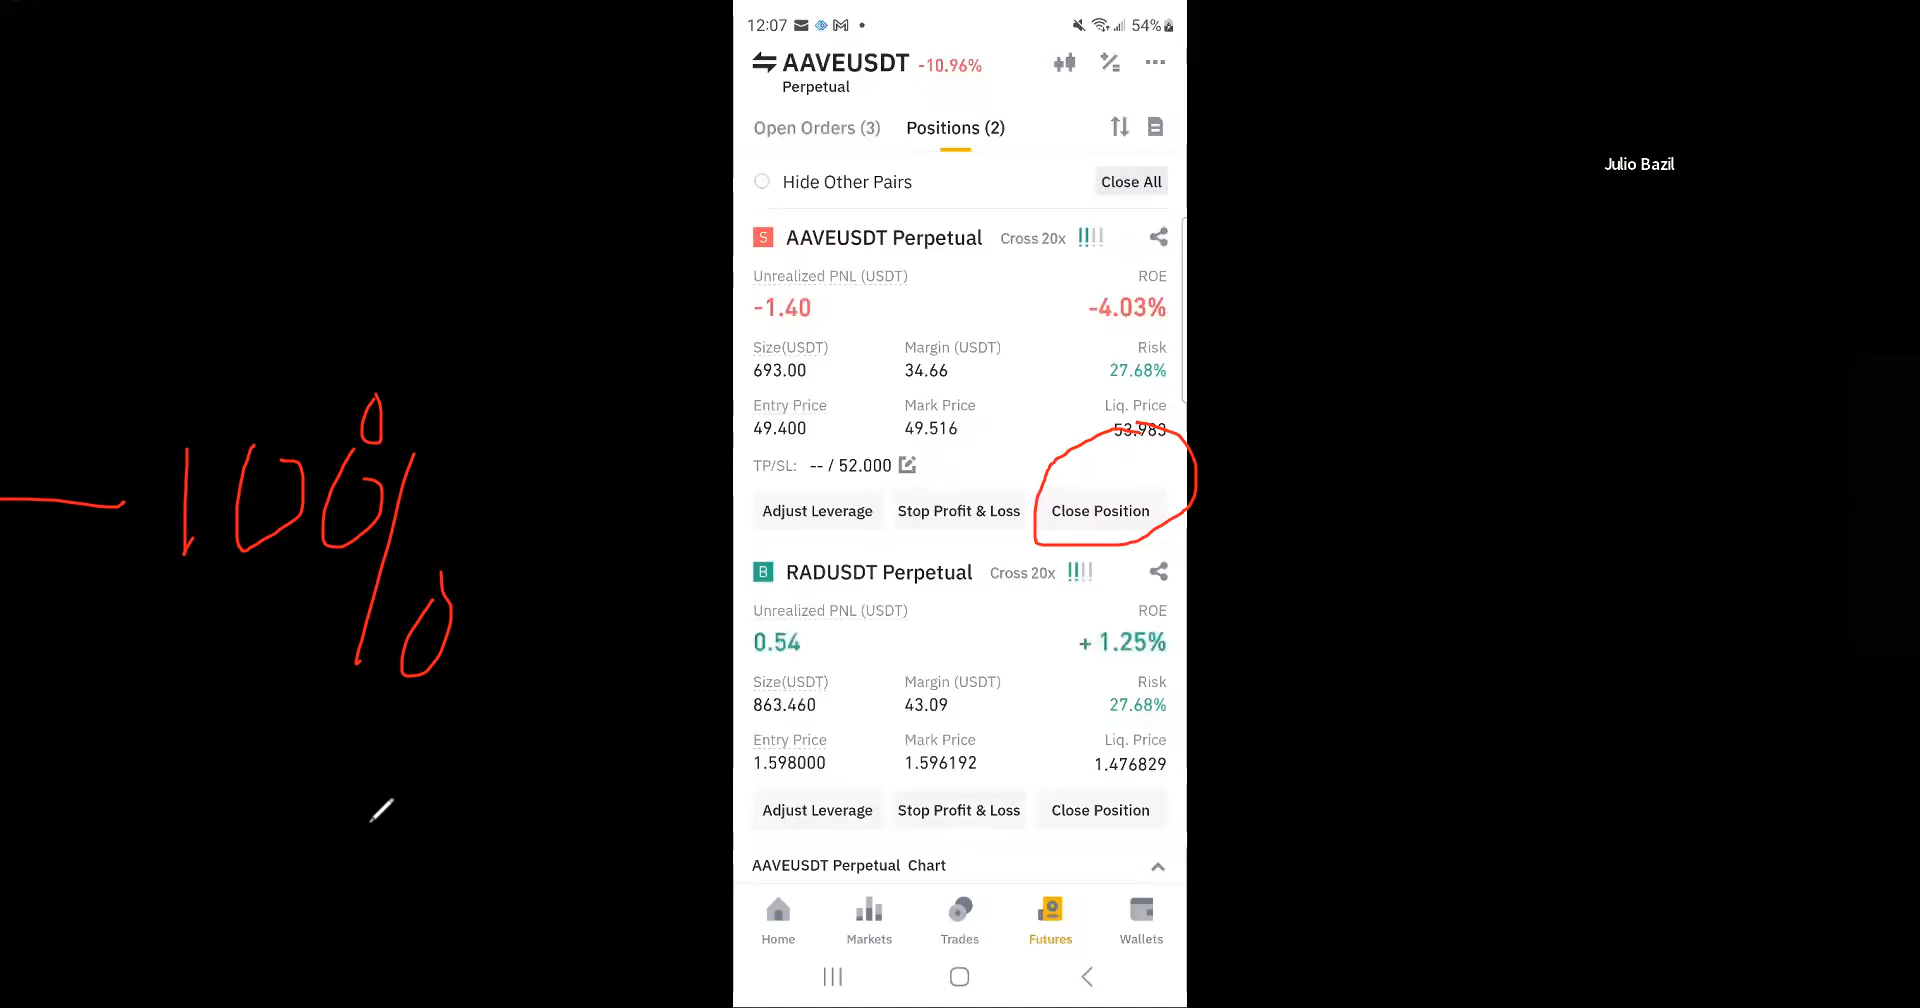 12:07 54%
AAVEUSDT -10.96%
Perpetual
Open Orders (3) Positions (2)
Hide Other Pairs Close All
S AAVEUSDT Perpetual Cross 20x
Unrealized PNL (USDT) ROE
-1.40 -4.03%
Size(USDT) Margin (USDT) Risk
693.00 34.66 27.68%
Entry Price Mark Price Liq. Price
49.400 49.516 53.983
TP/SL: -- / 52.000
Adjust Leverage Stop Profit & Loss Close Position
B RADUSDT Perpetual Cross 20x
Unrealized PNL (USDT) ROE
0.54 + 1.25%
Size(USDT) Margin (USDT) Risk
863.460 43.09 27.68%
Entry Price Mark Price Liq. Price
1.598000 1.596192 1.476829
Adjust Leverage Stop Profit & Loss Close Position
AAVEUSDT Perpetual Chart
Home Markets Trades Futures Wallets
-100%
Julio Bazil